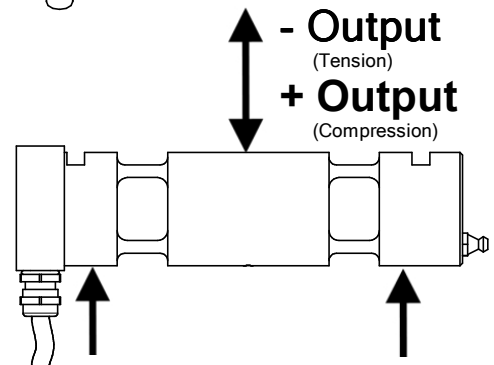 - Output
(Tension)
+ Output
(Compression)